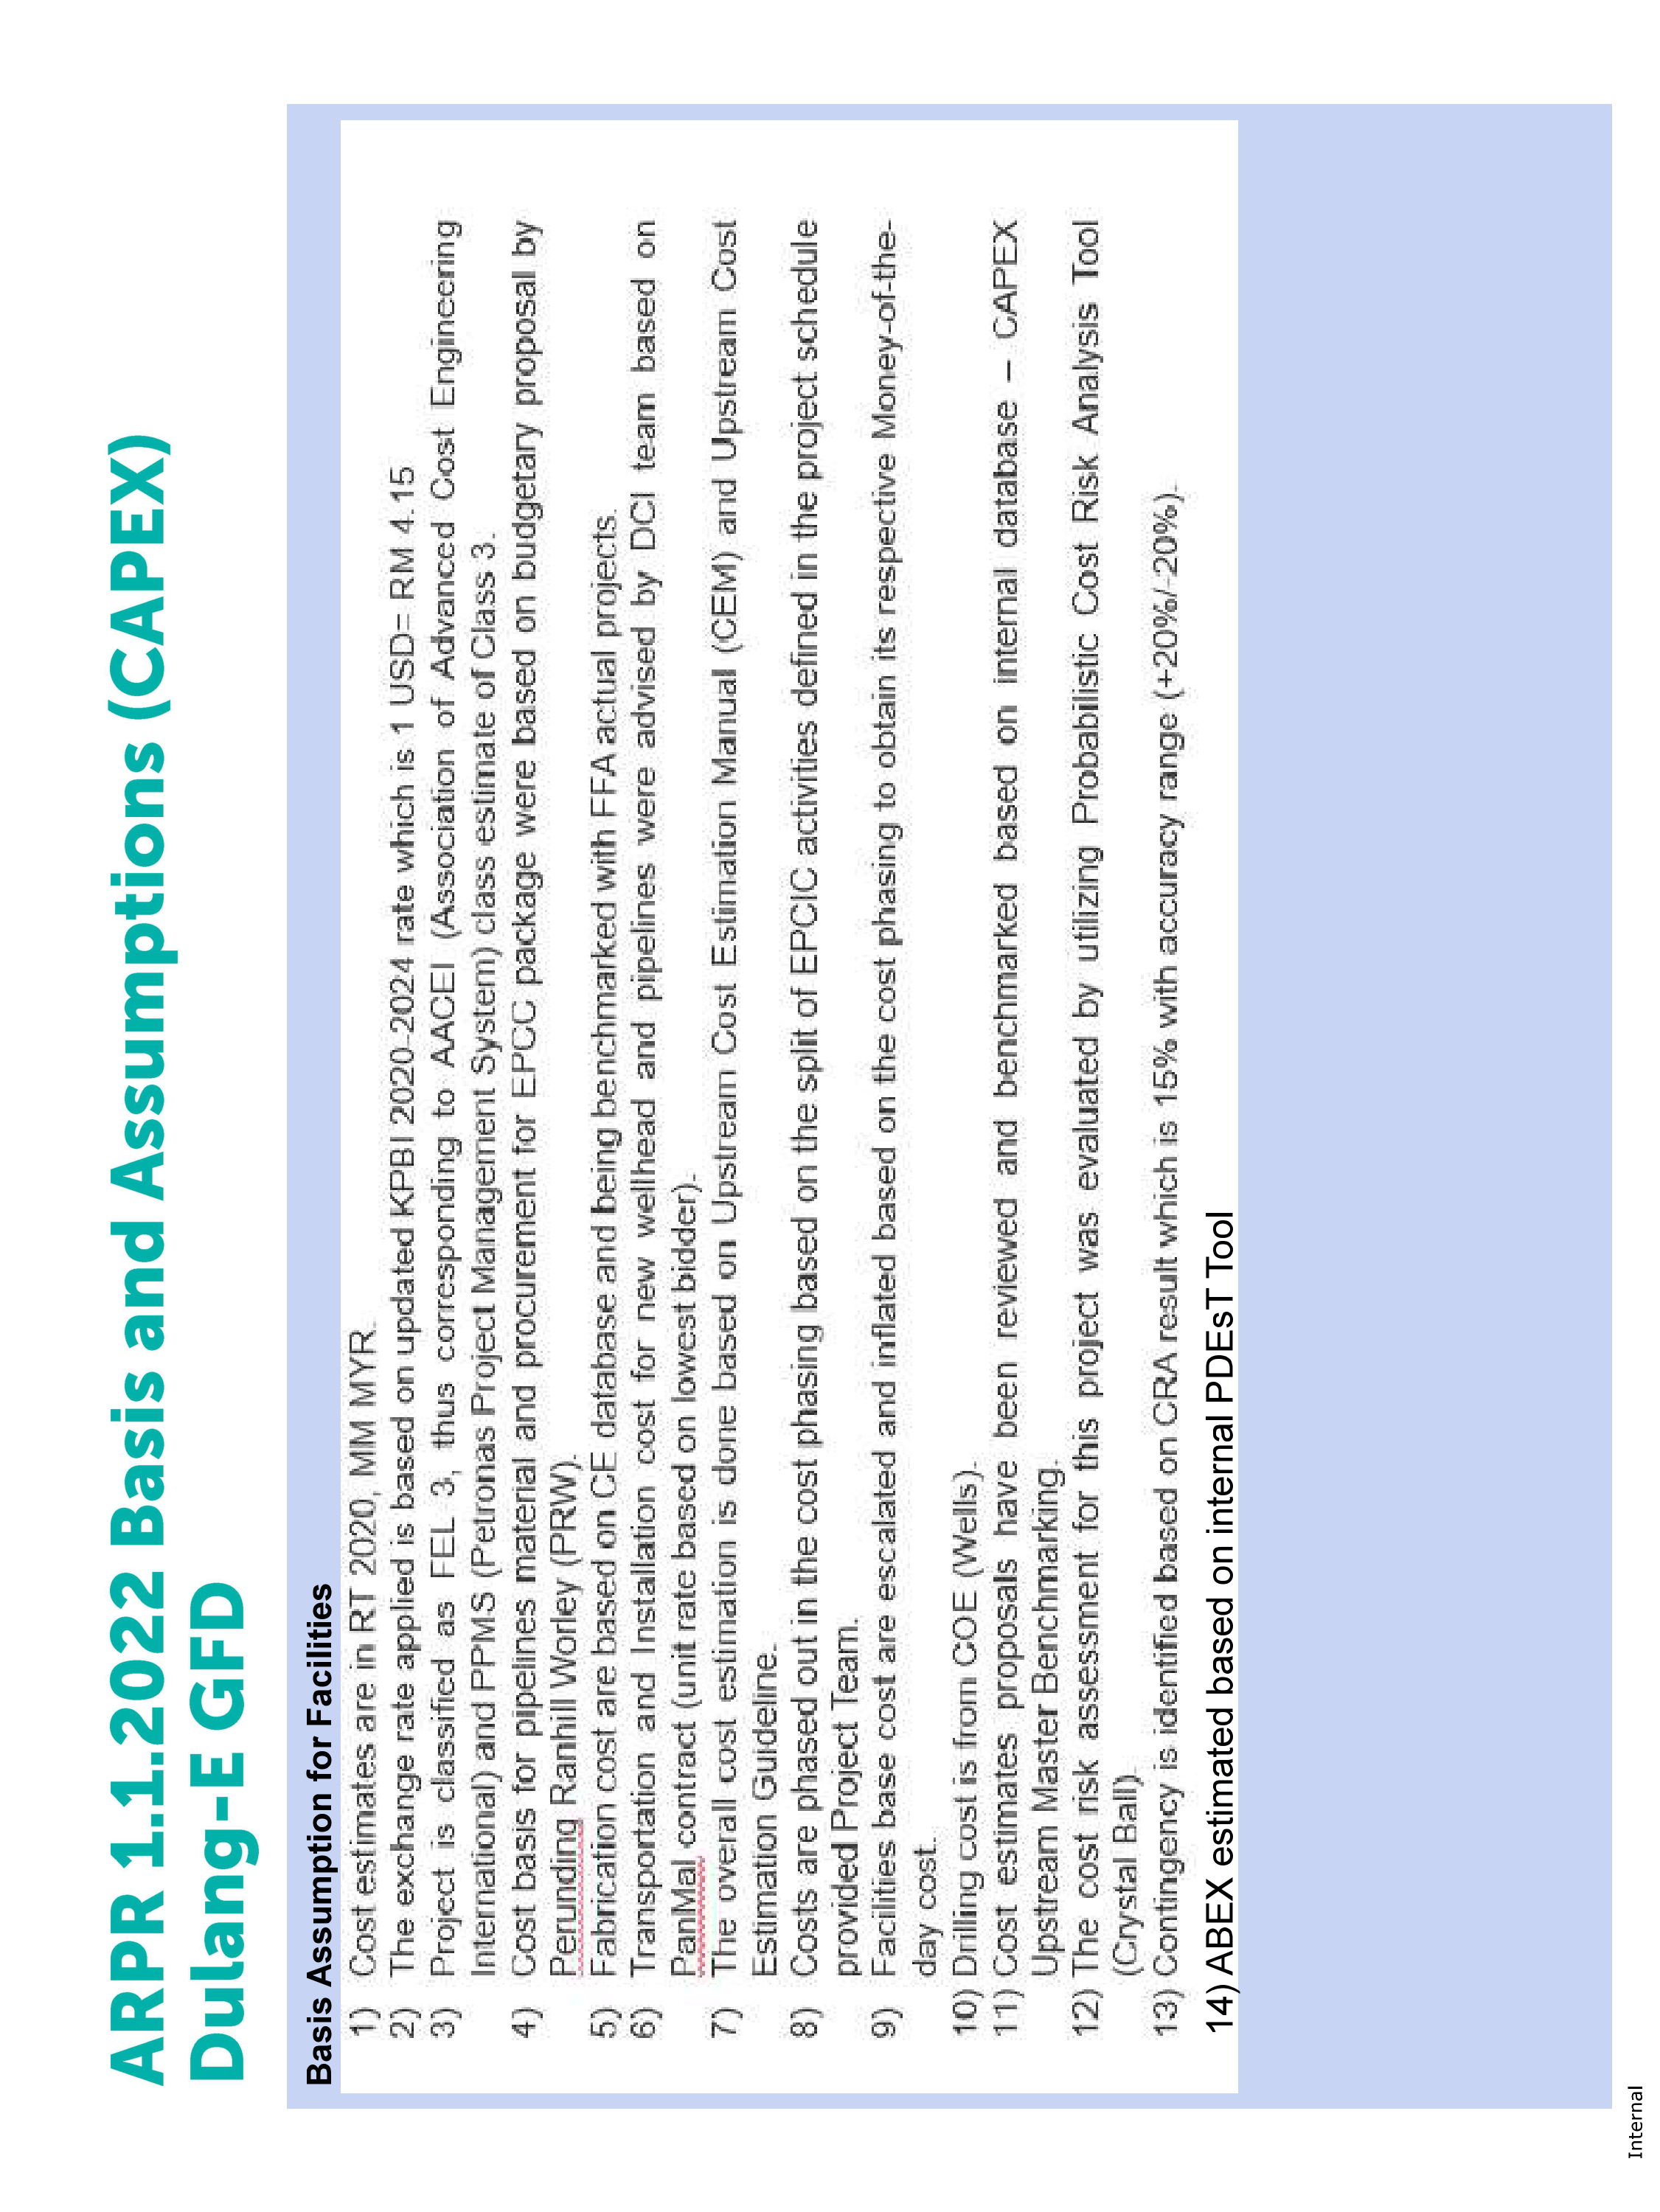 ARPR 1.1.2022 Basis and Assumptions (CAPEX)
Dulang-E GFD
Basis Assumption for Facilities
1) Cost estimates are in RT 2020, MM MYR.
2) The exchange rate applied is based on updated KPBI 2020-2024 rate which is 1 USD= RM 4.15
3) Project is classified as FEL 3, thus corresponding to AACEI (Association of Advanced Cost Engineering
International) and PPMS (Petronas Project Management System) class estimate of Class 3.
4) Cost basis for pipelines material and procurement for EPCC package were based on budgetary proposal by
Perunding Ranhill Worley (PRW).
5) Fabrication cost are based on CE database and being benchmarked with FFA actual projects.
6) Transportation and Installation cost for new wellhead and pipelines were advised by DCI team based on
PanMal contract (unit rate based on lowest bidder).
7) The overall cost estimation is done based on Upstream Cost Estimation Manual (CEM) and Upstream Cost
Estimation Guideline.
8) Costs are phased out in the cost phasing based on the split of EPCIC activities defined in the project schedule
provided Project Team.
9) Facilities base cost are escalated and inflated based on the cost phasing to obtain its respective Money-of-the-
day cost.
10) Drilling cost is from COE (Wells).
11) Cost estimates proposals have been reviewed and benchmarked based on internal database – CAPEX
Upstream Master Benchmarking.
12) The cost risk assessment for this project was evaluated by utilizing Probabilistic Cost Risk Analysis Tool
(Crystal Ball).
13) Contingency is identified based on CRA result which is 15% with accuracy range (+20%/-20%).
14) ABEX estimated based on internal PDEsT Tool
Internal